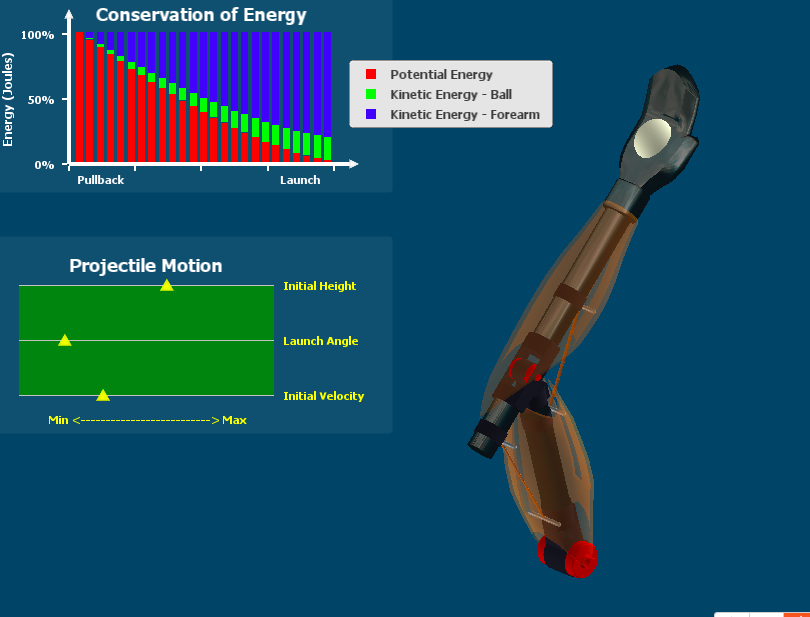 Conservation of Energy
Energy (Joules)
100%
50%
0%
Pullback
Launch
Potential Energy
Kinetic Energy - Ball
Kinetic Energy - Forearm
Projectile Motion
Initial Height
Launch Angle
Initial Velocity
Min <--------------------------> Max